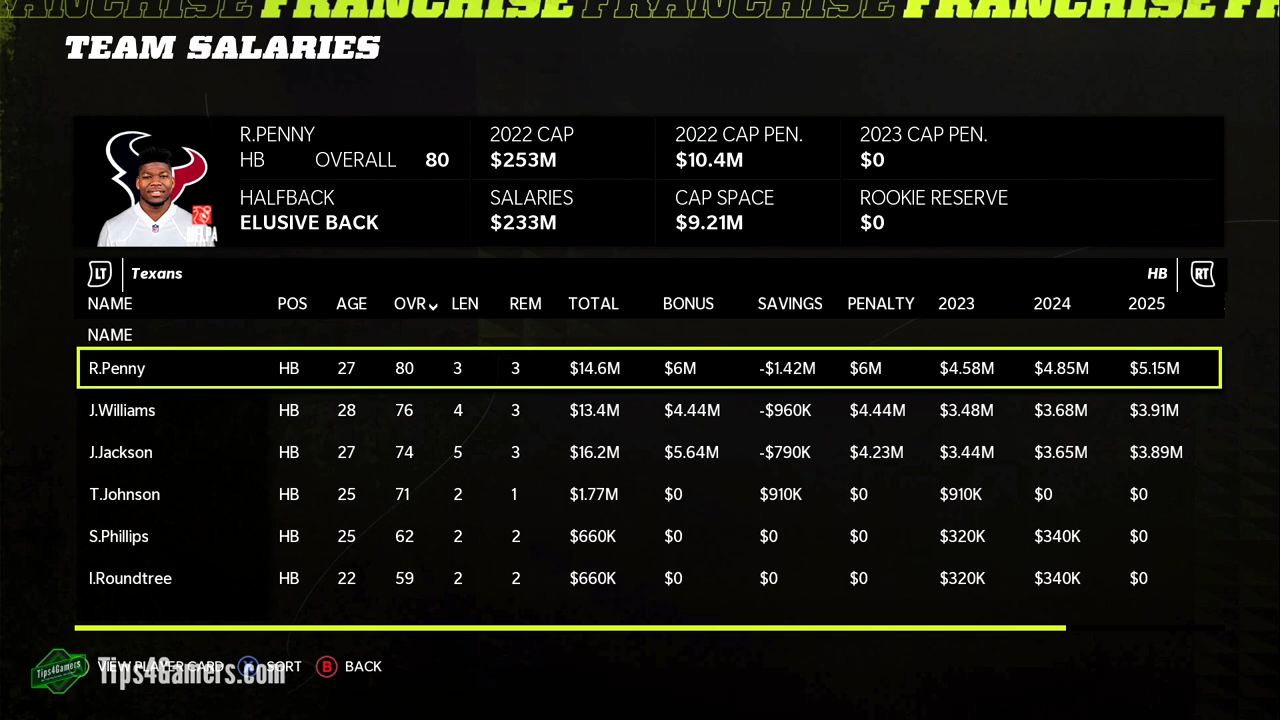 FRANCHISE FRANCHISE FRANCHISE FRANCHISE FR
TEAM SALARIES
R.PENNY
HB OVERALL 80
HALFBACK
ELUSIVE BACK
2022 CAP
$253M
SALARIES
$233M
2022 CAP PEN.
$10.4M
CAP SPACE
$9.21M
2023 CAP PEN.
$0
ROOKIE RESERVE
$0
LT Texans HB RT
NAME POS AGE OVR LEN REM TOTAL BONUS SAVINGS PENALTY 2023 2024 2025
NAME
R.Penny HB 27 80 3 3 $14.6M $6M -$1.42M $6M $4.58M $4.85M $5.15M
J.Williams HB 28 76 4 3 $13.4M $4.44M -$960K $4.44M $3.48M $3.68M $3.91M
J.Jackson HB 27 74 5 3 $16.2M $5.64M -$790K $4.23M $3.44M $3.65M $3.89M
T.Johnson HB 25 71 2 1 $1.77M $0 $910K $0 $910K $0 $0
S.Phillips HB 25 62 2 2 $660K $0 $0 $0 $320K $340K $0
I.Roundtree HB 22 59 2 2 $660K $0 $0 $0 $320K $340K $0
VIEW PLAYER CARD SORT B BACK
Tips4Gamers Tips4Gamers.com